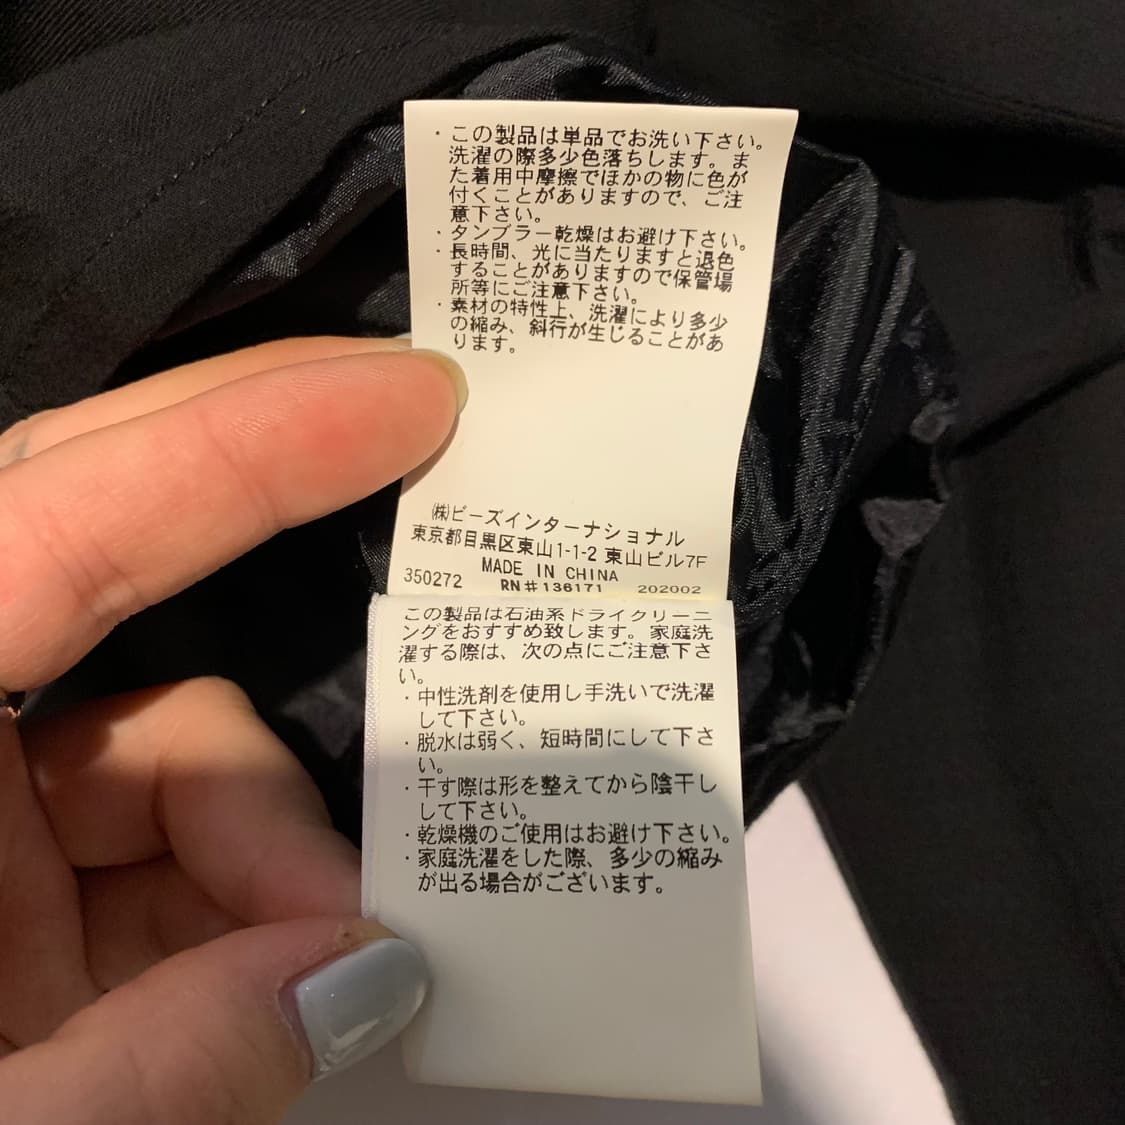 ・この製品は単品でお洗い下さい。
洗濯の際多少色落ちします。ま
た着用中摩擦でほかの物に色が
付くことがありますので、ご注
意下さい。
・タンブラー乾燥はお避け下さい。
・長時間、光に当たりますと退色
することがありますので保管場
所等にご注意下さい。
・素材の特性上、洗濯により多少
の縮み、斜行が生じることがあ
ります。
㈱ビーズインターナショナル
東京都目黒区東山1-1-2 東山ビル7F
MADE IN CHINA
350272 RN#136171 202002
この製品は石油系ドライクリーニ
ングをおすすめ致します。家庭洗
濯する際は、次の点にご注意下さ
い。
・中性洗剤を使用し手洗いで洗濯
して下さい。
・脱水は弱く、短時間にして下さ
い。
・干す際は形を整えてから陰干し
して下さい。
・乾燥機のご使用はお避け下さい。
・家庭洗濯をした際、多少の縮み
が出る場合がございます。